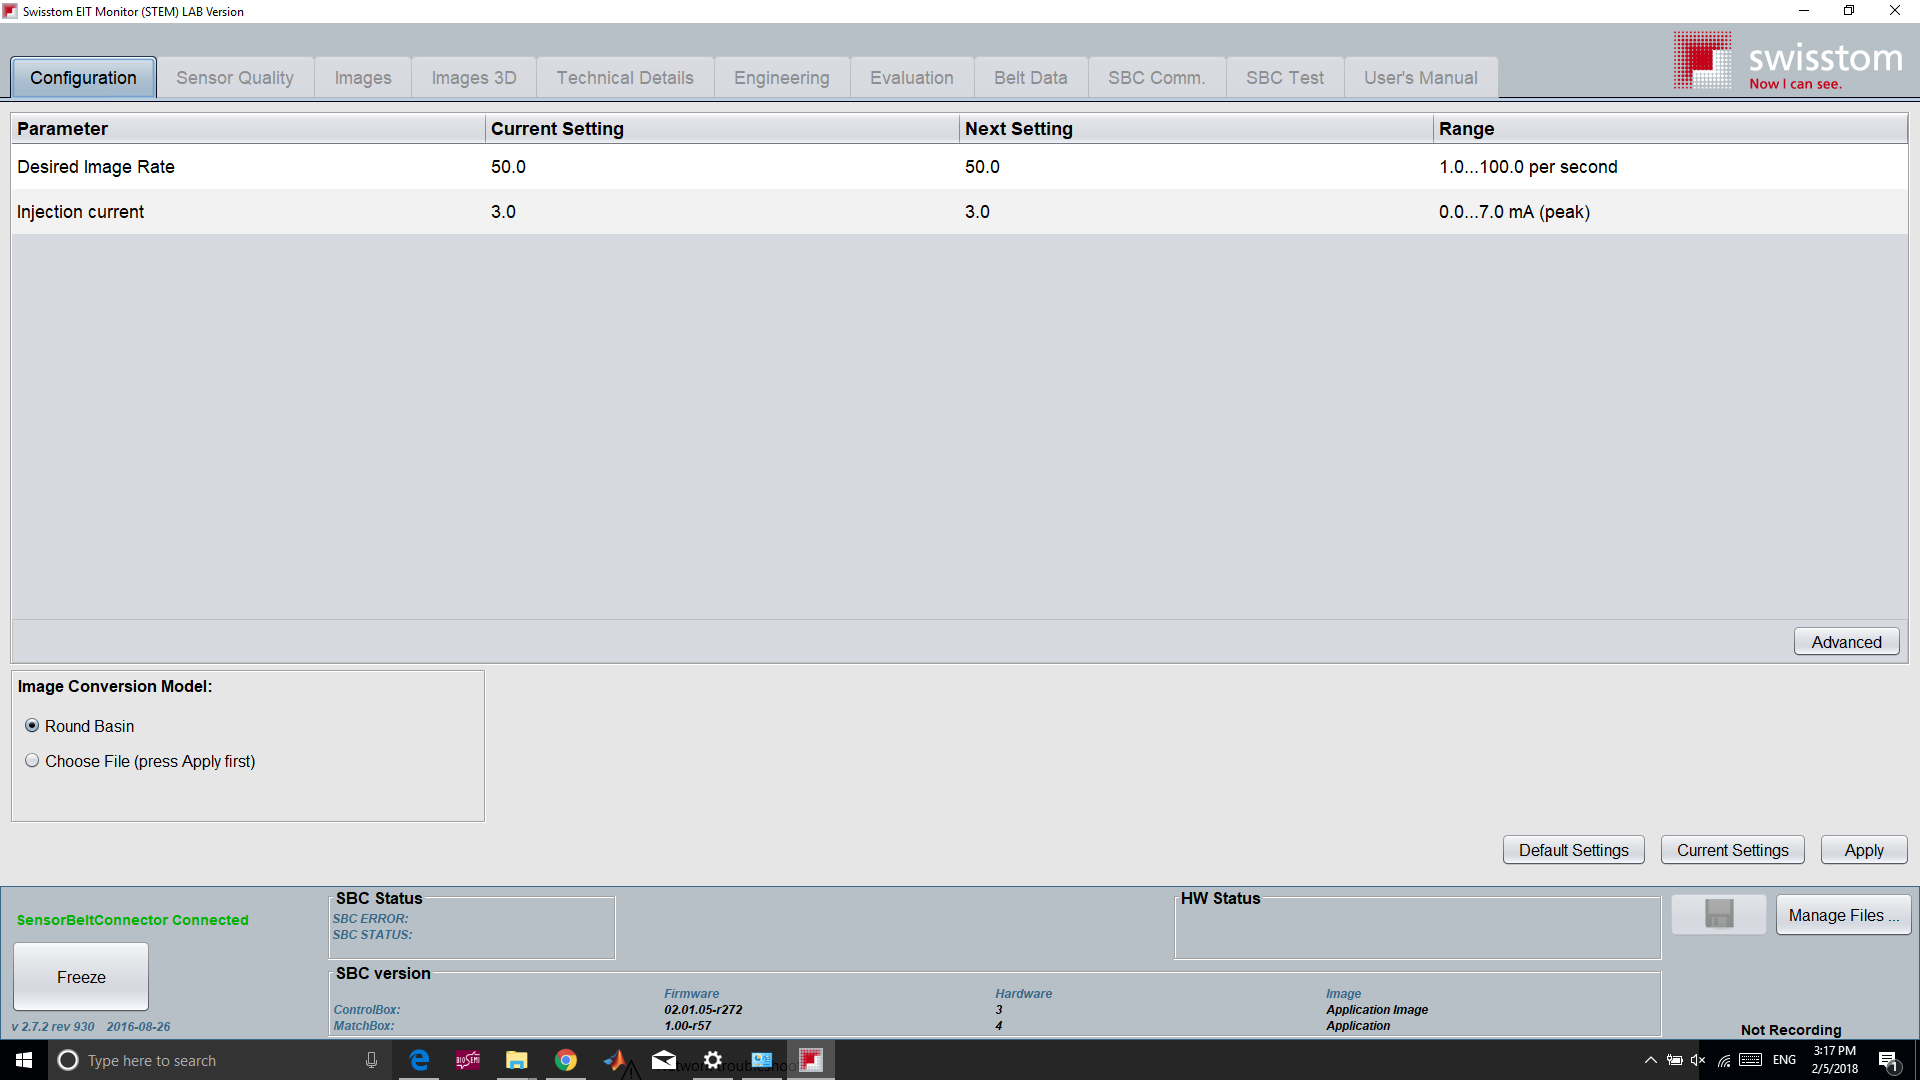 Swisstom EIT Monitor (STEM) LAB Version
Configuration Sensor Quality Images Images 3D Technical Details Engineering Evaluation Belt Data SBC Comm. SBC Test User's Manual
swisstom
Now I can see.
Parameter Current Setting Next Setting Range
Desired Image Rate 50.0 50.0 1.0...100.0 per second
Injection current 3.0 3.0 0.0...7.0 mA (peak)
Advanced
Image Conversion Model:
Round Basin
Choose File (press Apply first)
Default Settings Current Settings Apply
SensorBeltConnector Connected
Freeze
v 2.7.2 rev 930 2016-08-26
SBC Status
SBC ERROR:
SBC STATUS:
HW Status
Manage Files ...
SBC version
Firmware Hardware Image
ControlBox: 02.01.05-r272 3 Application Image
MatchBox: 1.00-r57 4 Application
Not Recording
Type here to search
BIOSEMI
ENG
3:17 PM
2/5/2018
1